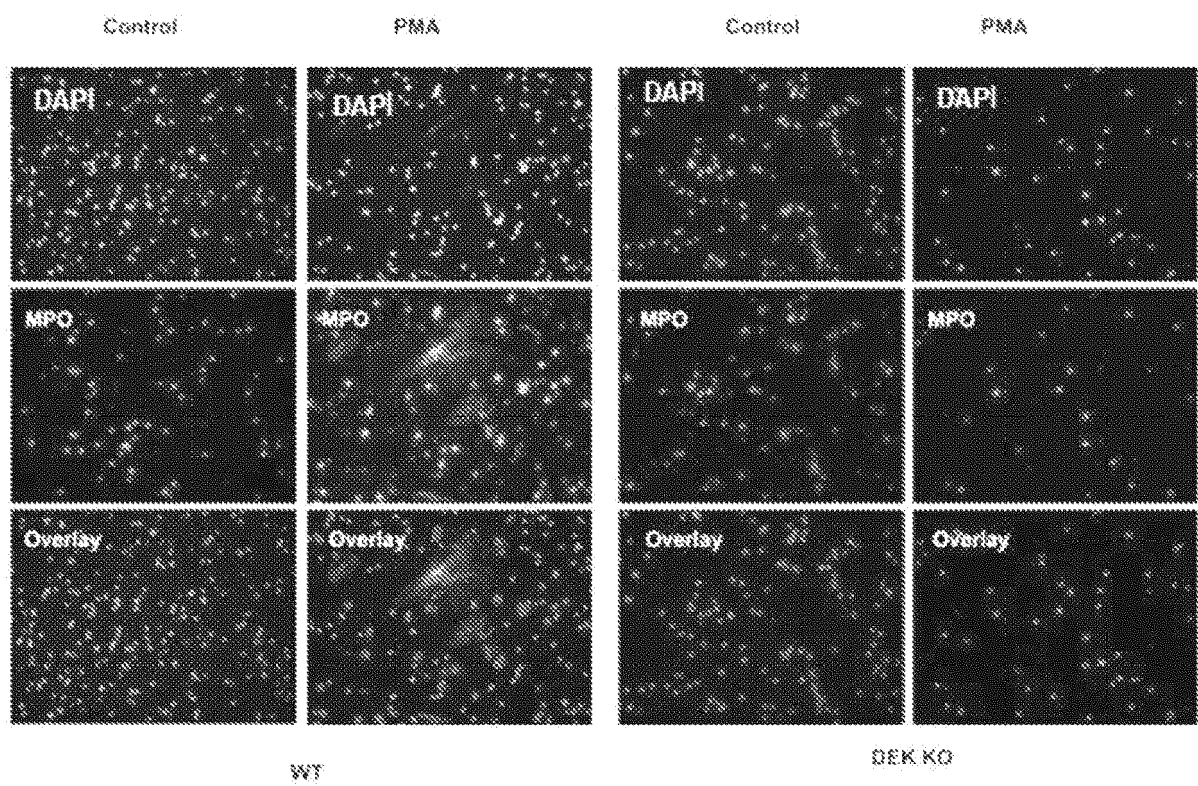 Control PMA Control PMA
DAPI DAPI DAPI DAPI
MPO MPO MPO MPO
Overlay Overlay Overlay Overlay
WT DEK KO